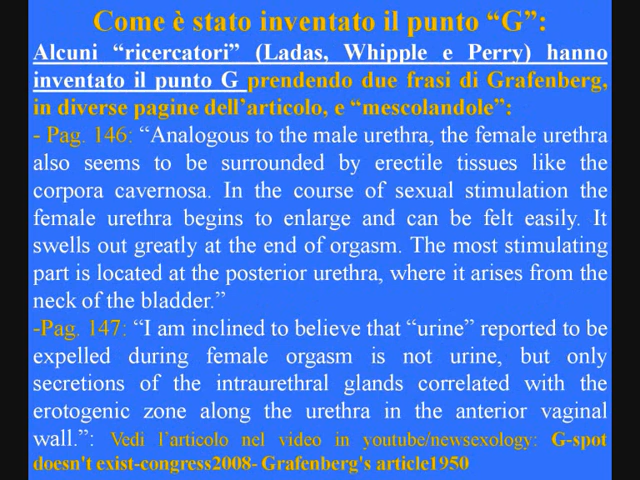 Come è stato inventato il punto “G”:
Alcuni “ricercatori” (Ladas, Whipple e Perry) hanno
inventato il punto G prendendo due frasi di Grafenberg,
in diverse pagine dell’articolo, e “mescolandole”:
- Pag. 146: “Analogous to the male urethra, the female urethra
also seems to be surrounded by erectile tissues like the
corpora cavernosa. In the course of sexual stimulation the
female urethra begins to enlarge and can be felt easily. It
swells out greatly at the end of orgasm. The most stimulating
part is located at the posterior urethra, where it arises from the
neck of the bladder.”
-Pag. 147: “I am inclined to believe that “urine” reported to be
expelled during female orgasm is not urine, but only
secretions of the intraurethral glands correlated with the
erotogenic zone along the urethra in the anterior vaginal
wall.”: Vedi l’articolo nel video in youtube/newsexology: G-spot
doesn't exist-congress2008- Grafenberg's article1950